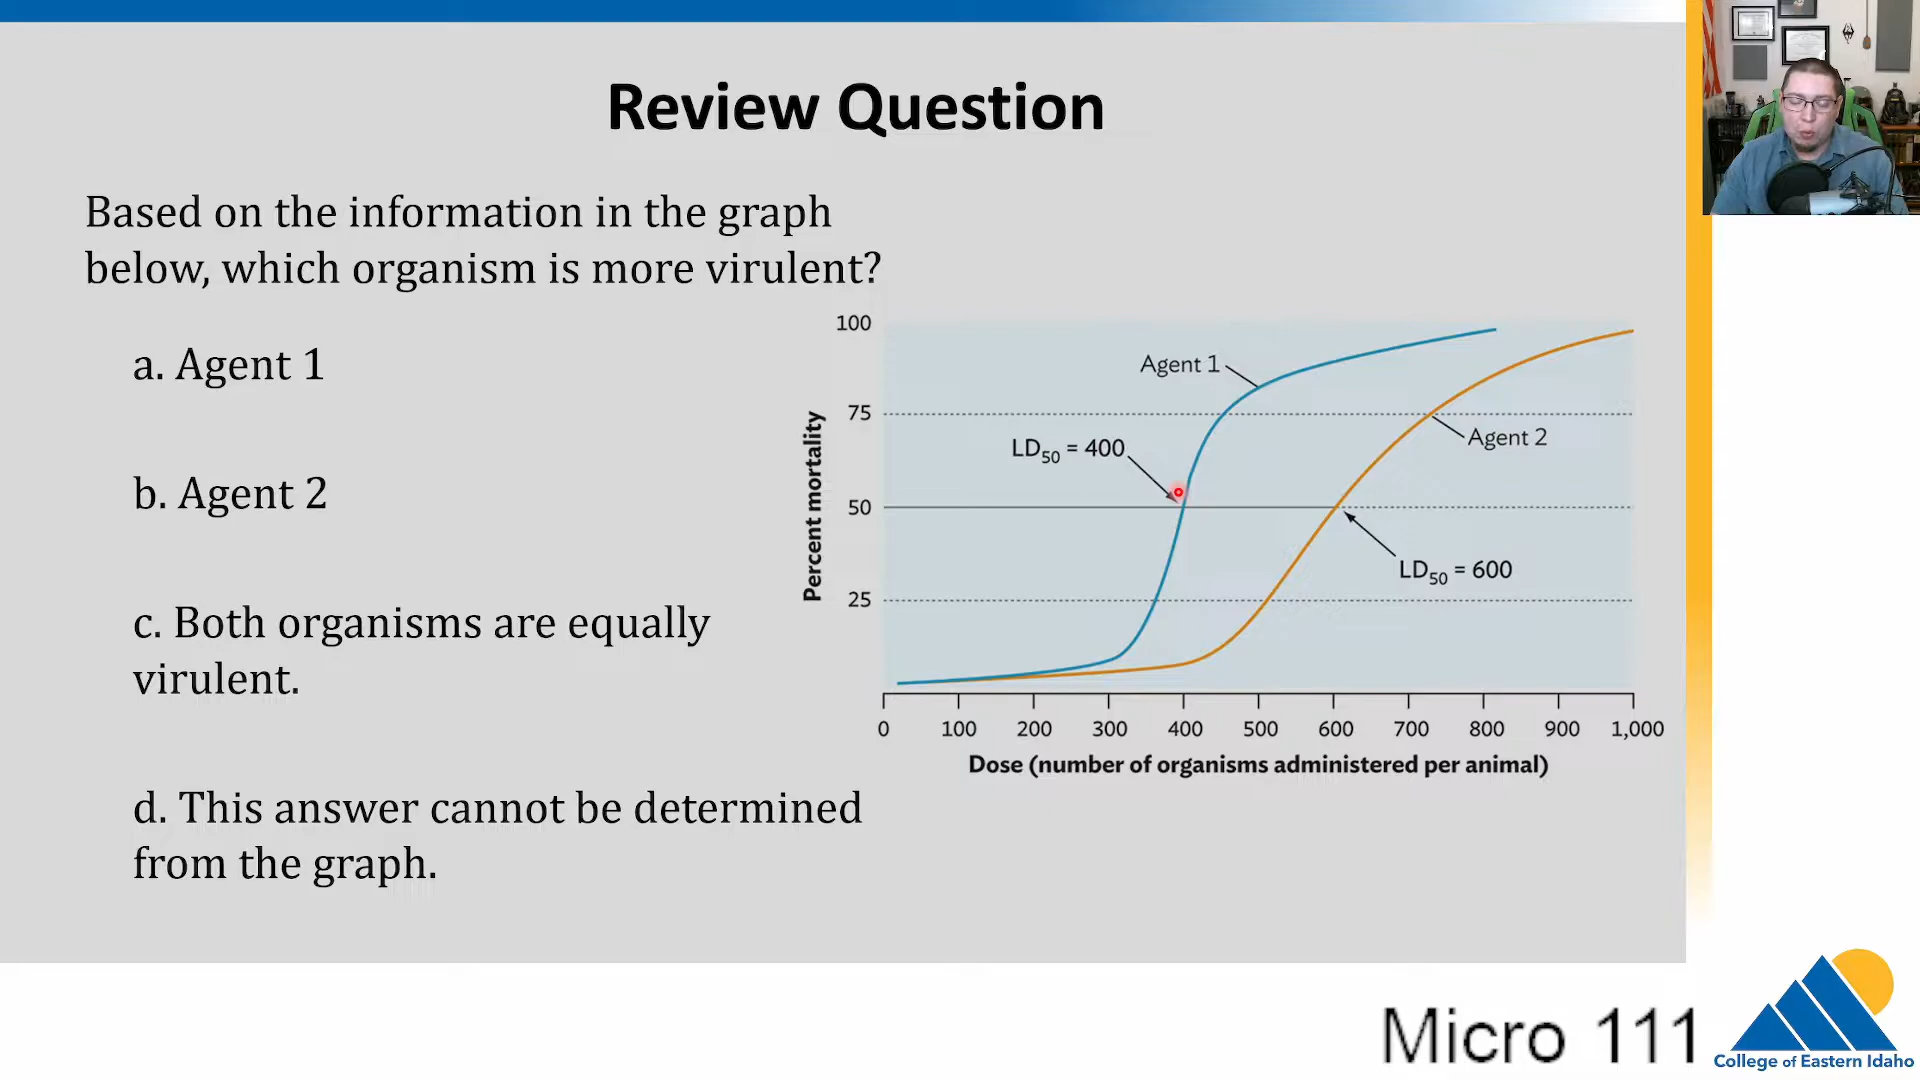 Review Question
Based on the information in the graph
below, which organism is more virulent?
a. Agent 1
b. Agent 2
c. Both organisms are equally
virulent.
d. This answer cannot be determined
from the graph.
Percent mortality
100
75
50
25
Agent 1
LD50 = 400
Agent 2
LD50 = 600
0 100 200 300 400 500 600 700 800 900 1,000
Dose (number of organisms administered per animal)
Micro 111
College of Eastern Idaho